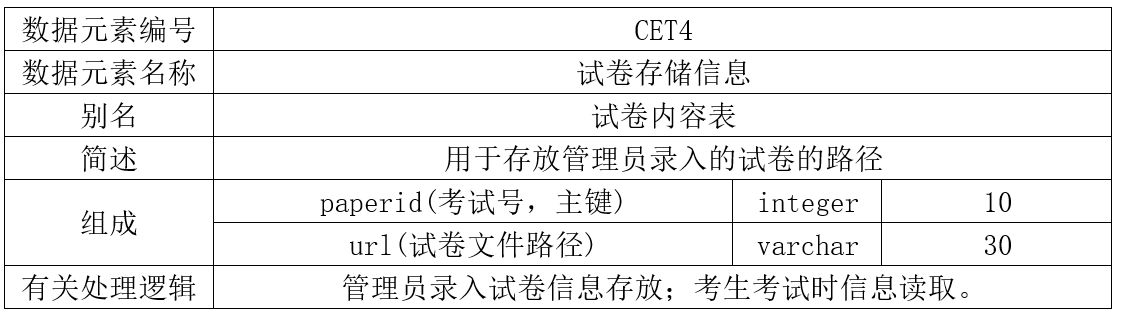 数据元素编号 CET4
数据元素名称 试卷存储信息
别名 试卷内容表
简述 用于存放管理员录入的试卷的路径
组成 paperid(考试号，主键) integer 10
url(试卷文件路径) varchar 30
有关处理逻辑 管理员录入试卷信息存放；考生考试时信息读取。